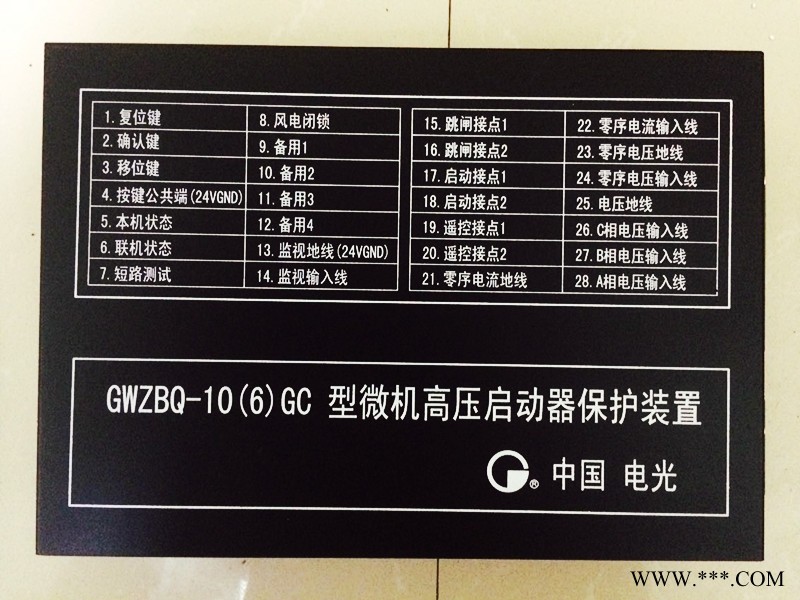 1.复位键
2.确认键
3.移位键
4.按键公共端(24VGND)
5.本机状态
6.联机状态
7.短路测试
8.风电闭锁
9.备用1
10.备用2
11.备用3
12.备用4
13.监视地线(24VGND)
14.监视输入线
15.跳闸接点1
16.跳闸接点2
17.启动接点1
18.启动接点2
19.遥控接点1
20.遥控接点2
21.零序电流地线
22.零序电流输入线
23.零序电压地线
24.零序电压输入线
25.电压地线
26.C相电压输入线
27.B相电压输入线
28.A相电压输入线
GWZBQ-10(6)GC 型微机高压启动器保护装置
® 中国 电光
WWW.***.COM